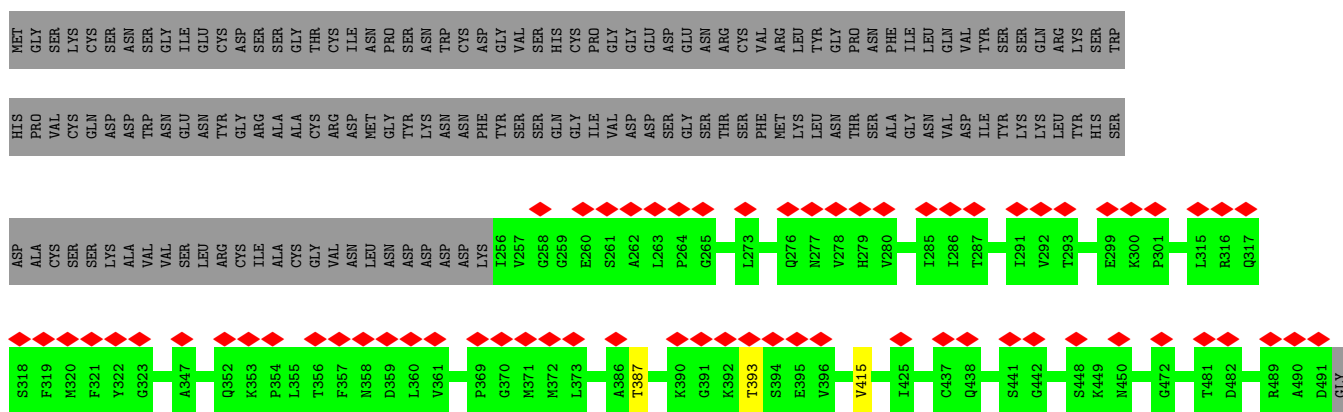 MET GLY SER LYS CYS SER ASN SER GLY ILE GLU CYS ASP SER SER GLY THR CYS ILE ASN PRO SER ASN TRP CYS ASP GLY VAL SER HIS CYS PRO GLY GLY GLU ASP GLU ASN ARG CYS VAL ARG LEU TYR GLY PRO ASN PHE ILE LEU GLN VAL TYR SER SER GLN ARG LYS SER TRP
HIS PRO VAL CYS GLN ASP ASP TRP ASN GLU ASN TYR GLY ARG ALA ALA CYS ARG ASP MET GLY TYR LYS ASN ASN PHE TYR SER SER GLN GLY ILE VAL ASP ASP SER GLY SER THR SER PHE MET LYS LEU ASN THR SER ALA GLY ASN VAL ASP ILE TYR LYS LYS LEU TYR HIS SER
ASP ALA CYS SER SER LYS ALA VAL VAL SER LEU ARG CYS ILE ALA CYS GLY VAL ASN LEU ASN ASP ASP ASP ASP LYS I256 V257 G258 G259 E260 S261 A262 L263 P264 G265 L273 Q276 N277 V278 H279 V280 I285 I286 T287 I291 V292 T293 E299 K300 P301 L315 R316 Q317
S318 F319 M320 F321 Y322 G323 A347 Q352 K353 P354 L355 T356 F357 N358 D359 L360 V361 P369 G370 M371 M372 L373 A386 T387 K390 G391 K392 T393 S394 E395 V396 V415 I425 C437 Q438 S441 G442 S448 K449 N450 G472 T481 D482 R489 A490 D491 GLY